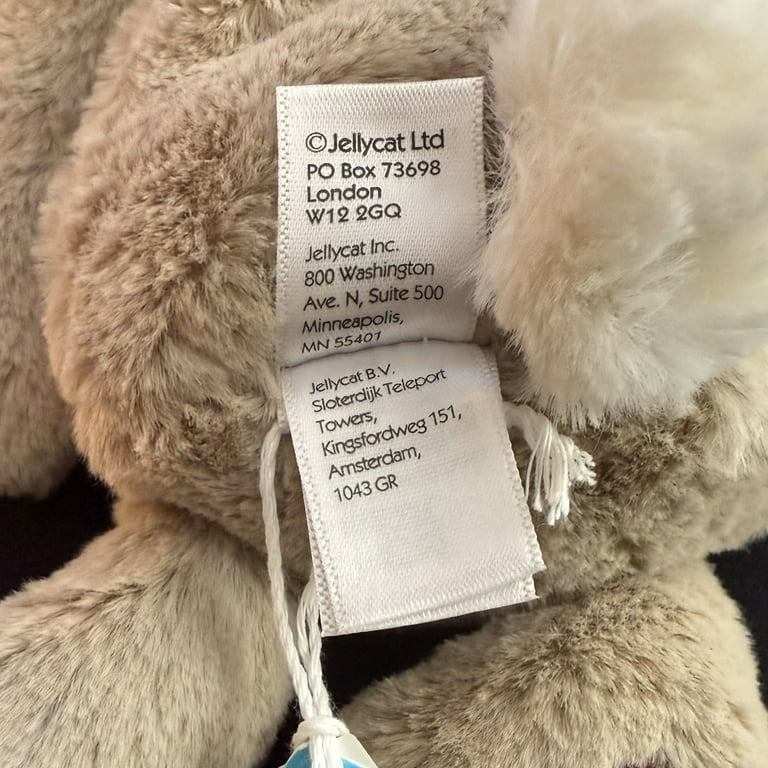 ©Jellycat Ltd
PO Box 73698
London
W12 2GQ
Jellycat Inc.
800 Washington
Ave. N, Suite 500
Minneapolis,
MN 55401
Jellycat B.V.
Sloterdijk Teleport
Towers,
Kingsfordweg 151,
Amsterdam,
1043 GR